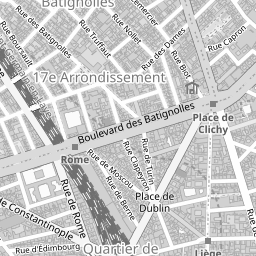 Batignolles
Rue des Batignolles
Rue Boursault
Rue Truffaut
Rue Nollet
Rue des Dames
Rue Capron
Rue Biot
17e Arrondissement
Boulevard des Batignolles
Place de
Clichy
Rome
Rue de Moscou
Rue Clapeyron
Rue de Turin
Rue de Berne
Rue de Rome
Place de
Dublin
de Constantinople
Rue d'Édimbourg
Quartier de
Liège